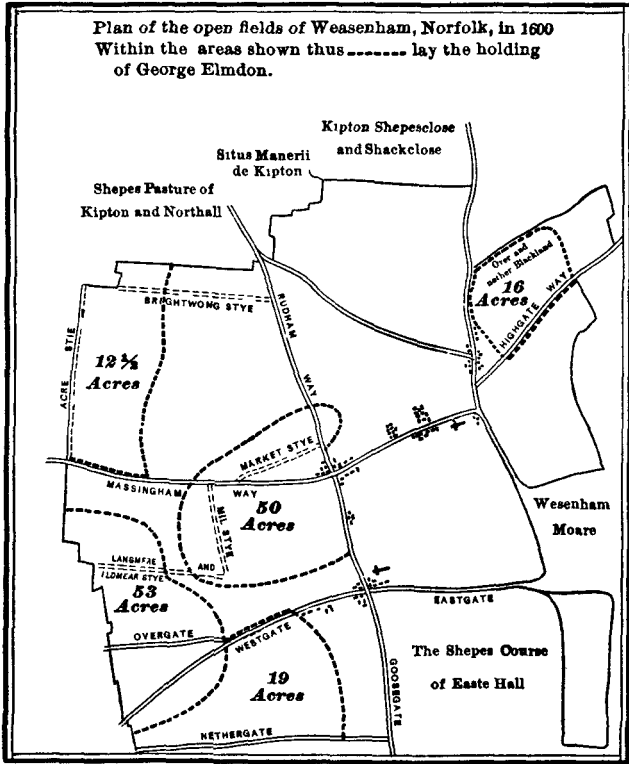 Plan of the open fields of Weasenham, Norfolk, in 1600
Within the areas shown thus ------- lay the holding
of George Elmdon.
Kipton Shepesclose
and Shackclose
Situs Manerii
de Kipton
Shepes Pasture of
Kipton and Northall
Over and
nether Blackland
16
Acres
HIGHGATE WAY
BRIGHTWONG STYE
RUDHAM WAY
ACRE STIE
12 ½
Acres
MARKET STYE
MASSINGHAM WAY
MIL STYE
50
Acres
Wesenham
Moare
LANGMERE AND
ILDMEAR STYE
53
Acres
EASTGATE
OVERGATE
WESTGATE
GOOSEGATE
The Shepes Course
of Easte Hall
19
Acres
NETHERGATE